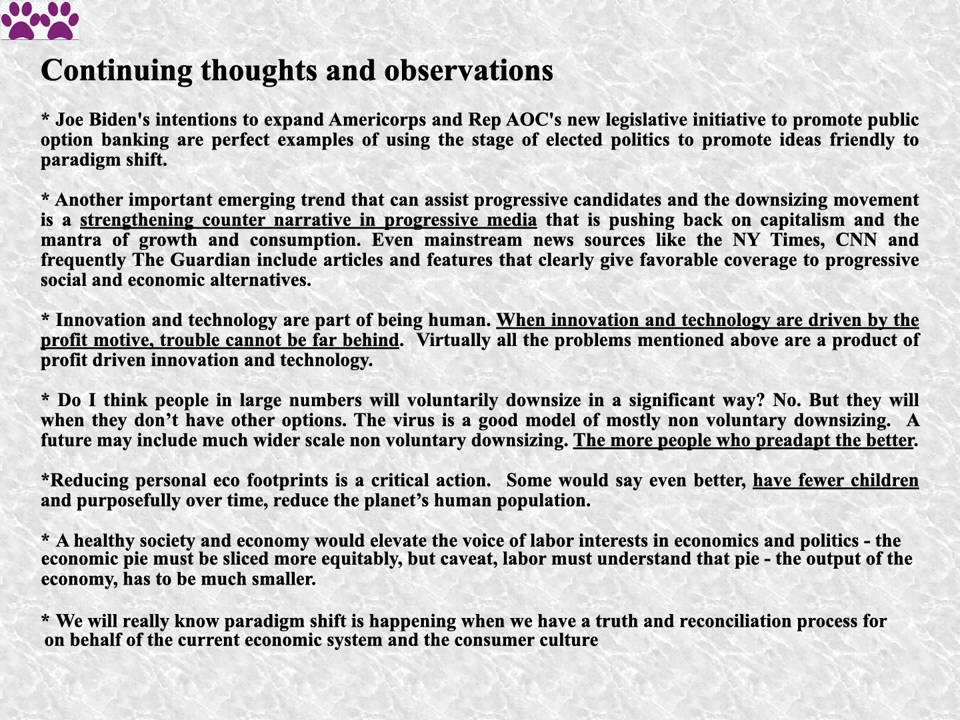 Continuing thoughts and observations
* Joe Biden's intentions to expand Americorps and Rep AOC's new legislative initiative to promote public
option banking are perfect examples of using the stage of elected politics to promote ideas friendly to
paradigm shift.
* Another important emerging trend that can assist progressive candidates and the downsizing movement
is a strengthening counter narrative in progressive media that is pushing back on capitalism and the
mantra of growth and consumption. Even mainstream news sources like the NY Times, CNN and
frequently The Guardian include articles and features that clearly give favorable coverage to progressive
social and economic alternatives.
* Innovation and technology are part of being human. When innovation and technology are driven by the
profit motive, trouble cannot be far behind. Virtually all the problems mentioned above are a product of
profit driven innovation and technology.
* Do I think people in large numbers will voluntarily downsize in a significant way? No. But they will
when they don’t have other options. The virus is a good model of mostly non voluntary downsizing. A
future may include much wider scale non voluntary downsizing. The more people who preadapt the better.
*Reducing personal eco footprints is a critical action. Some would say even better, have fewer children
and purposefully over time, reduce the planet’s human population.
* A healthy society and economy would elevate the voice of labor interests in economics and politics - the
economic pie must be sliced more equitably, but caveat, labor must understand that pie - the output of the
economy, has to be much smaller.
* We will really know paradigm shift is happening when we have a truth and reconciliation process for
on behalf of the current economic system and the consumer culture